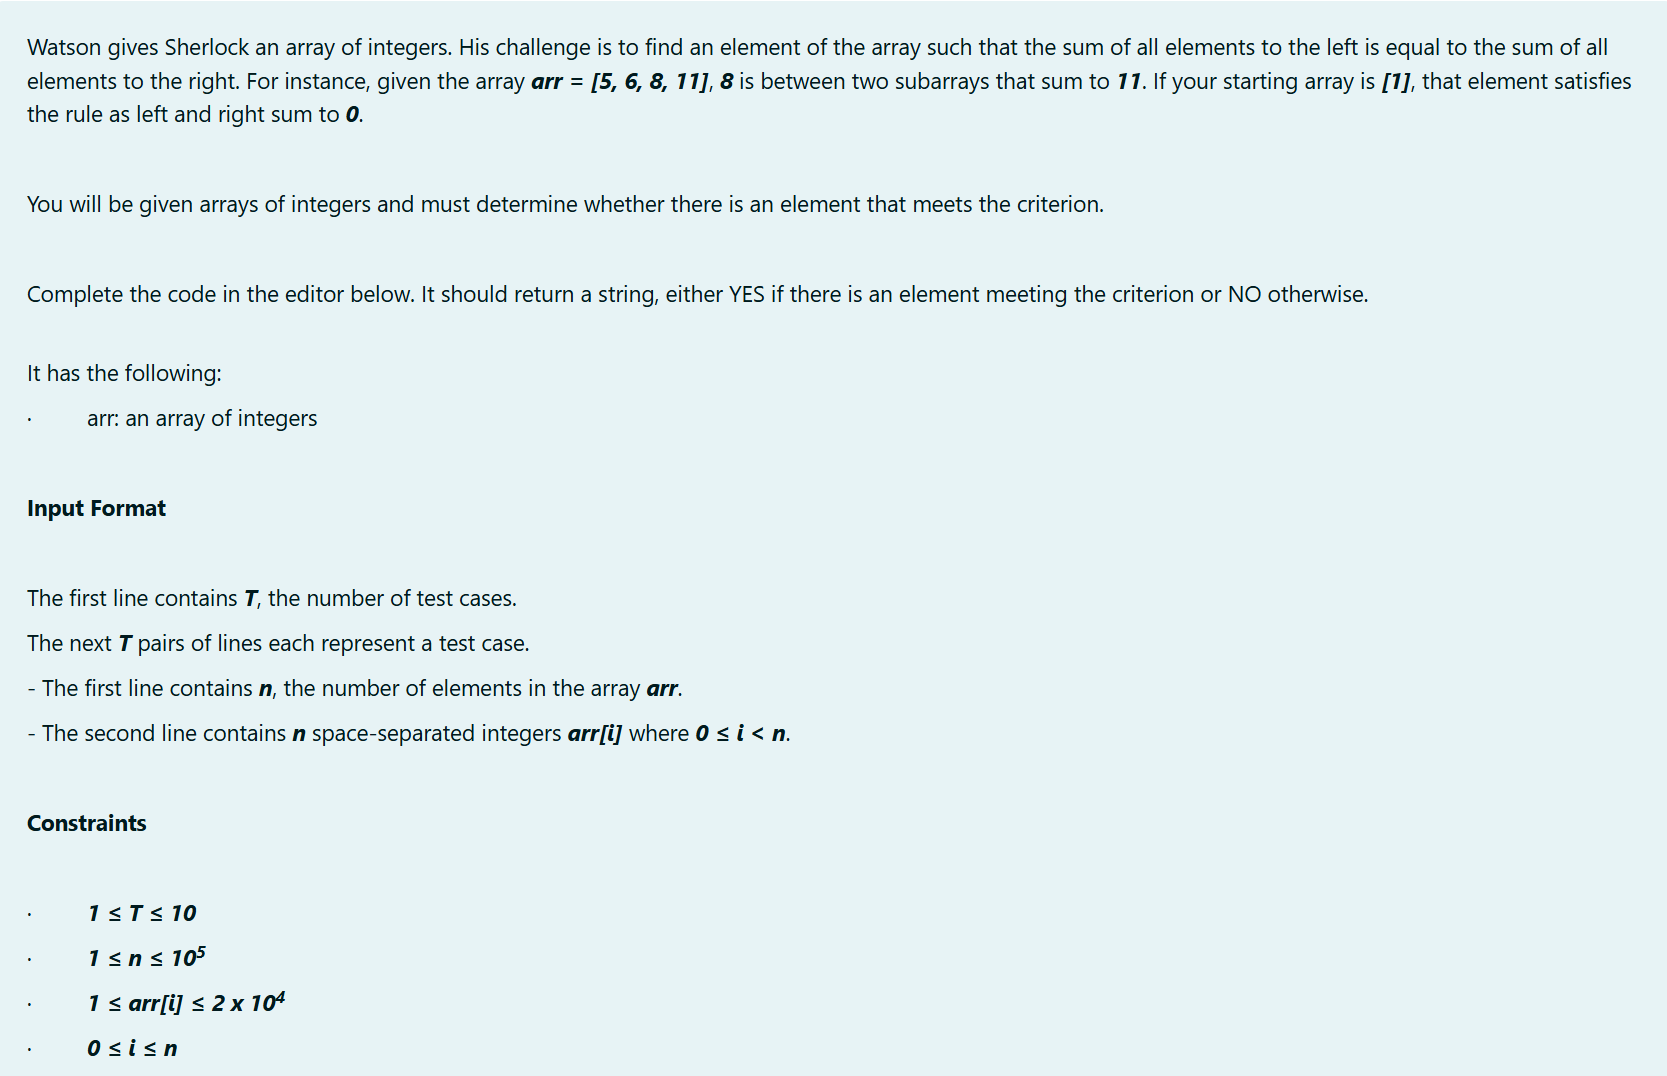 Watson gives Sherlock an array of integers. His challenge is to find an element of the array such that the sum of all elements to the left is equal to the sum of all
elements to the right. For instance, given the array arr = [5, 6, 8, 11], 8 is between two subarrays that sum to 11. If your starting array is [1], that element satisfies
the rule as left and right sum to 0.
You will be given arrays of integers and must determine whether there is an element that meets the criterion.
Complete the code in the editor below. It should return a string, either YES if there is an element meeting the criterion or NO otherwise.
It has the following:
· arr: an array of integers
Input Format
The first line contains T, the number of test cases.
The next T pairs of lines each represent a test case.
- The first line contains n, the number of elements in the array arr.
- The second line contains n space-separated integers arr[i] where 0 ≤ i < n.
Constraints
· 1 ≤ T ≤ 10
· 1 ≤ n ≤ 10⁵
· 1 ≤ arr[i] ≤ 2 x 10⁴
· 0 ≤ i ≤ n